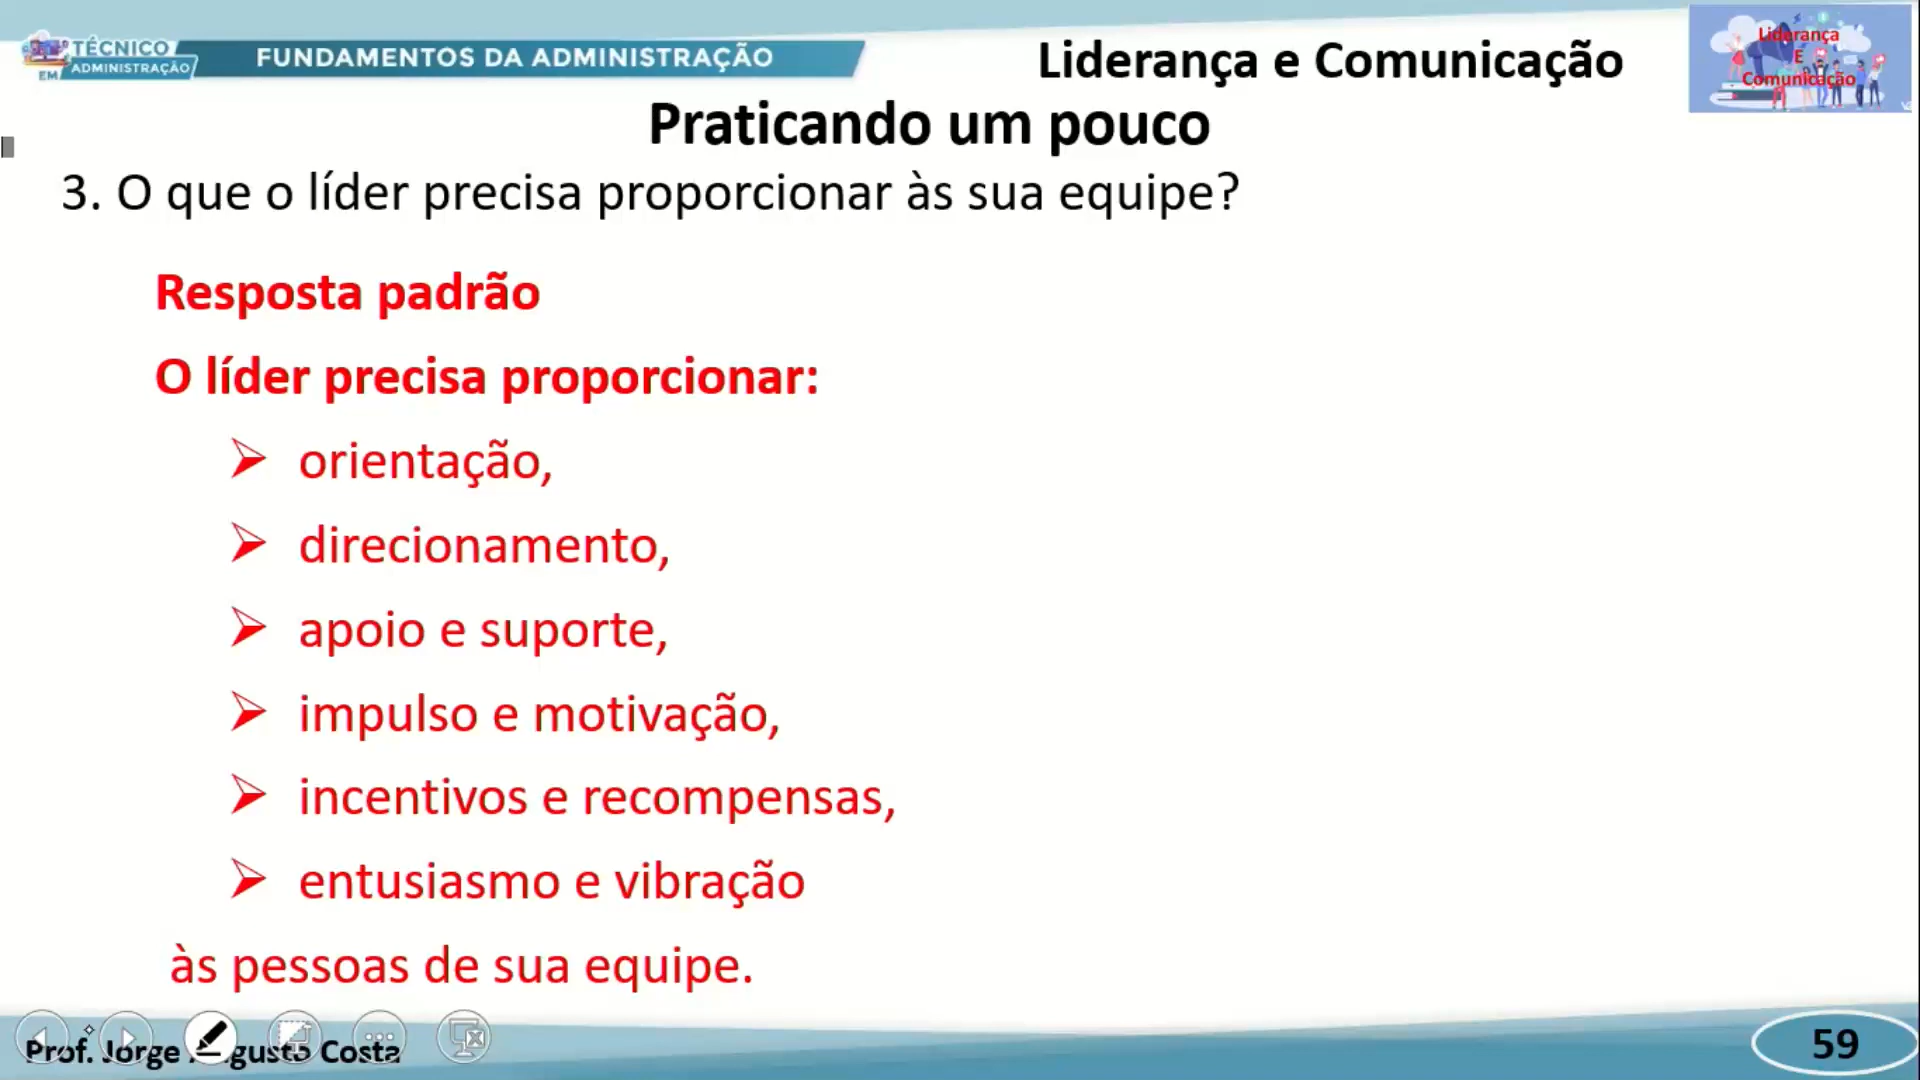 TÉCNICO
EM ADMINISTRAÇÃO
FUNDAMENTOS DA ADMINISTRAÇÃO
Liderança e Comunicação
Liderança
E
Comunicação
Praticando um pouco
3. O que o líder precisa proporcionar às sua equipe?
Resposta padrão
O líder precisa proporcionar:
➢ orientação,
➢ direcionamento,
➢ apoio e suporte,
➢ impulso e motivação,
➢ incentivos e recompensas,
➢ entusiasmo e vibração
às pessoas de sua equipe.
Prof. Jorge Augusto Costa
59